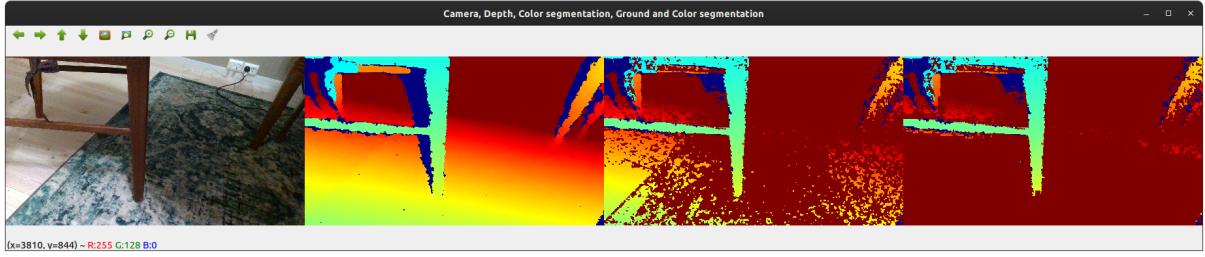 Camera, Depth, Color segmentation, Ground and Color segmentation
(x=3810, y=844) ~ R:255 G:128 B:0